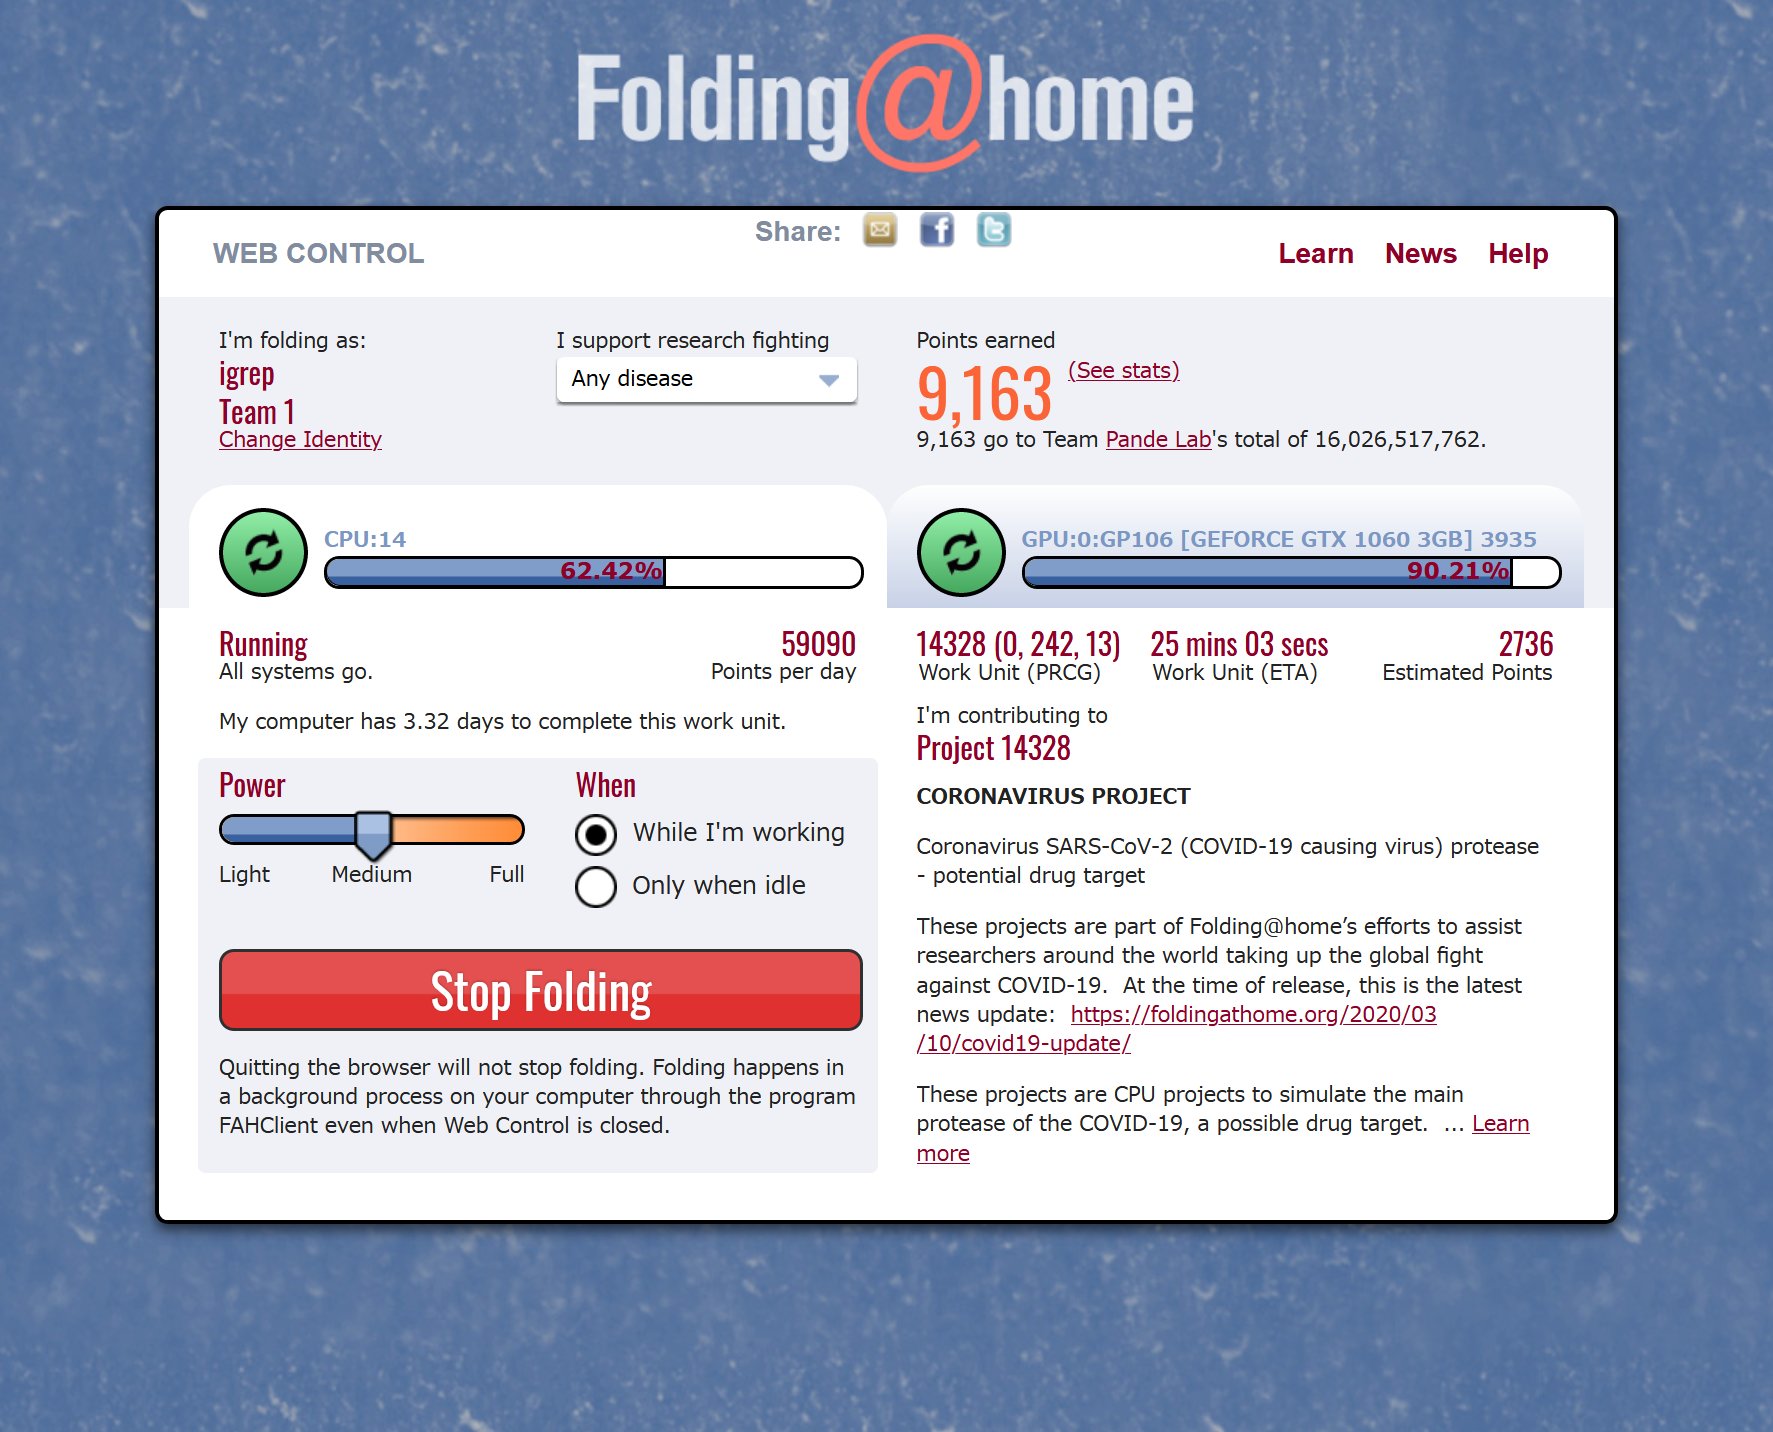 Folding@home
WEB CONTROL
Share:
Learn News Help
I'm folding as:
igrep
Team 1
Change Identity
I support research fighting
Any disease
Points earned
9,163 (See stats)
9,163 go to Team Pande Lab's total of 16,026,517,762.
CPU:14
62.42%
GPU:0:GP106 [GEFORCE GTX 1060 3GB] 3935
90.21%
Running
All systems go.
59090
Points per day
My computer has 3.32 days to complete this work unit.
Power
Light Medium Full
When
While I'm working
Only when idle
Stop Folding
Quitting the browser will not stop folding. Folding happens in
a background process on your computer through the program
FAHClient even when Web Control is closed.
14328 (0, 242, 13) 25 mins 03 secs 2736
Work Unit (PRCG) Work Unit (ETA) Estimated Points
I'm contributing to
Project 14328
CORONAVIRUS PROJECT
Coronavirus SARS-CoV-2 (COVID-19 causing virus) protease
- potential drug target
These projects are part of Folding@home’s efforts to assist
researchers around the world taking up the global fight
against COVID-19.  At the time of release, this is the latest
news update:  https://foldingathome.org/2020/03
/10/covid19-update/
These projects are CPU projects to simulate the main
protease of the COVID-19, a possible drug target.  ... Learn
more